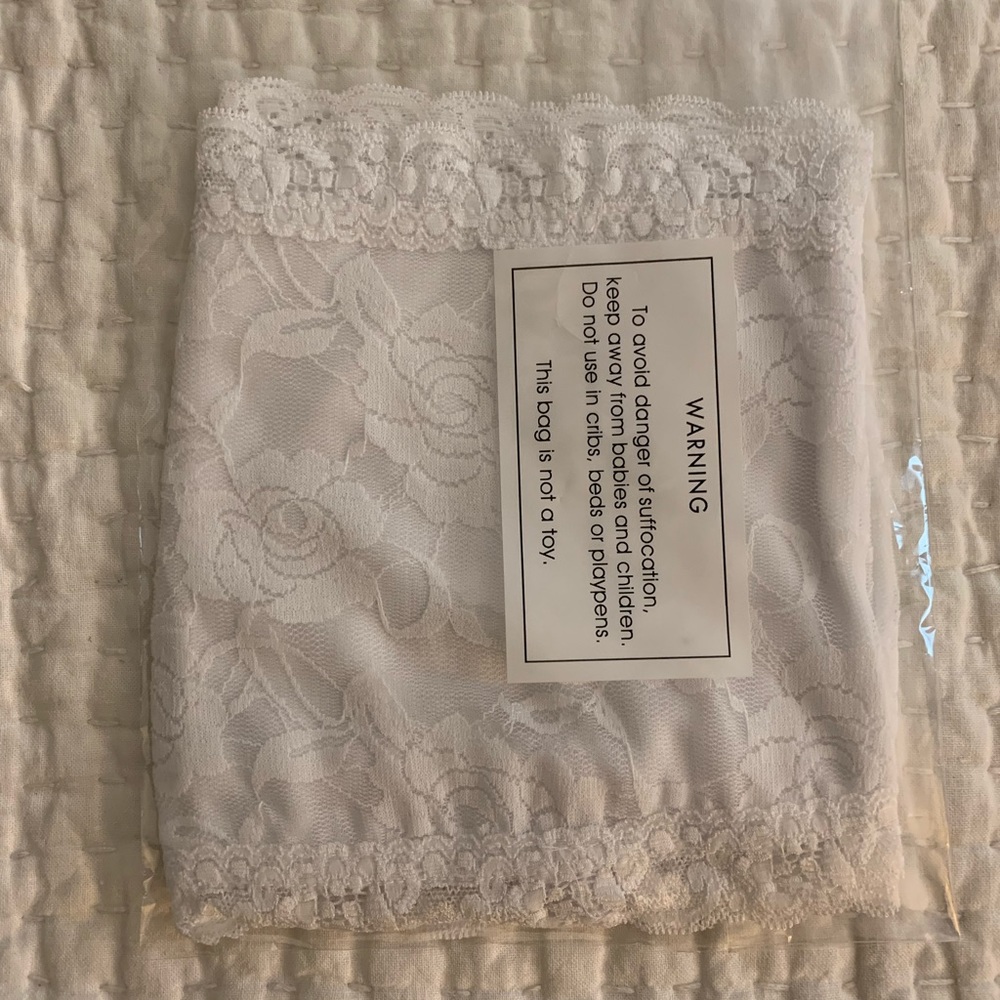 WARNING
To avoid danger of suffocation,
keep away from babies and children.
Do not use in cribs, beds or playpens.
This bag is not a toy.